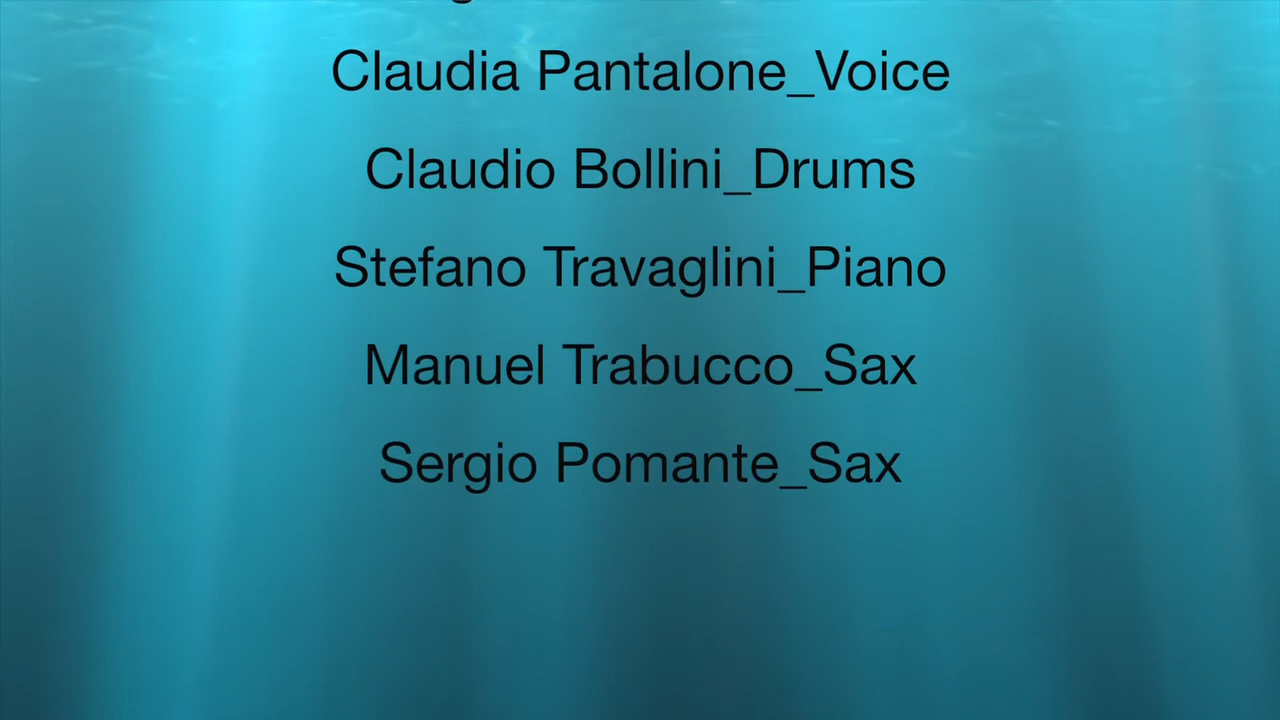 Claudia Pantalone_Voice
Claudio Bollini_Drums
Stefano Travaglini_Piano
Manuel Trabucco_Sax
Sergio Pomante_Sax